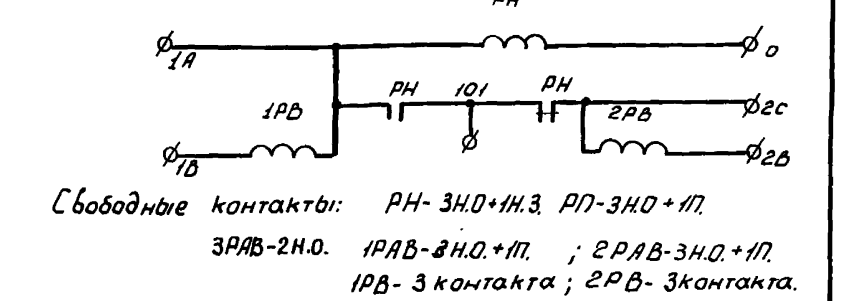 РН
1А
0
РН 101 РН
1РВ 2РВ 2С
1В 2В
Свободные контакты: РН-3Н.О+1Н.З. РП-3Н.О+1П.
3РАВ-2Н.О. 1РАВ-3Н.О.+1П. ; 2РАВ-3Н.О.+1П.
1РВ-3 контакта ; 2РВ-3контакта.